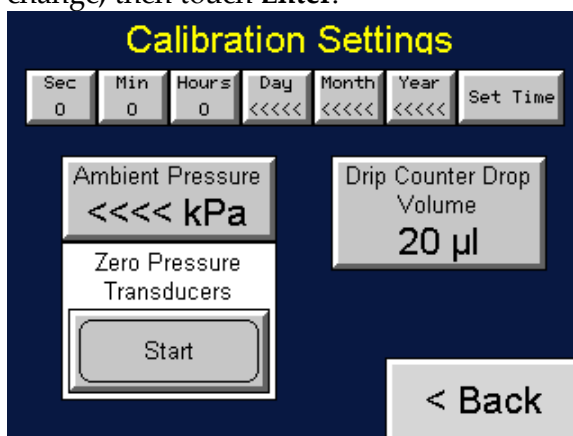 change, then touch Enter.
Calibration Settings
Sec Min Hours Day Month Year Set Time
0 0 0 <<<<< <<<<< <<<<<
Ambient Pressure
<<<< kPa
Drip Counter Drop
Volume
20 µl
Zero Pressure
Transducers
Start
< Back